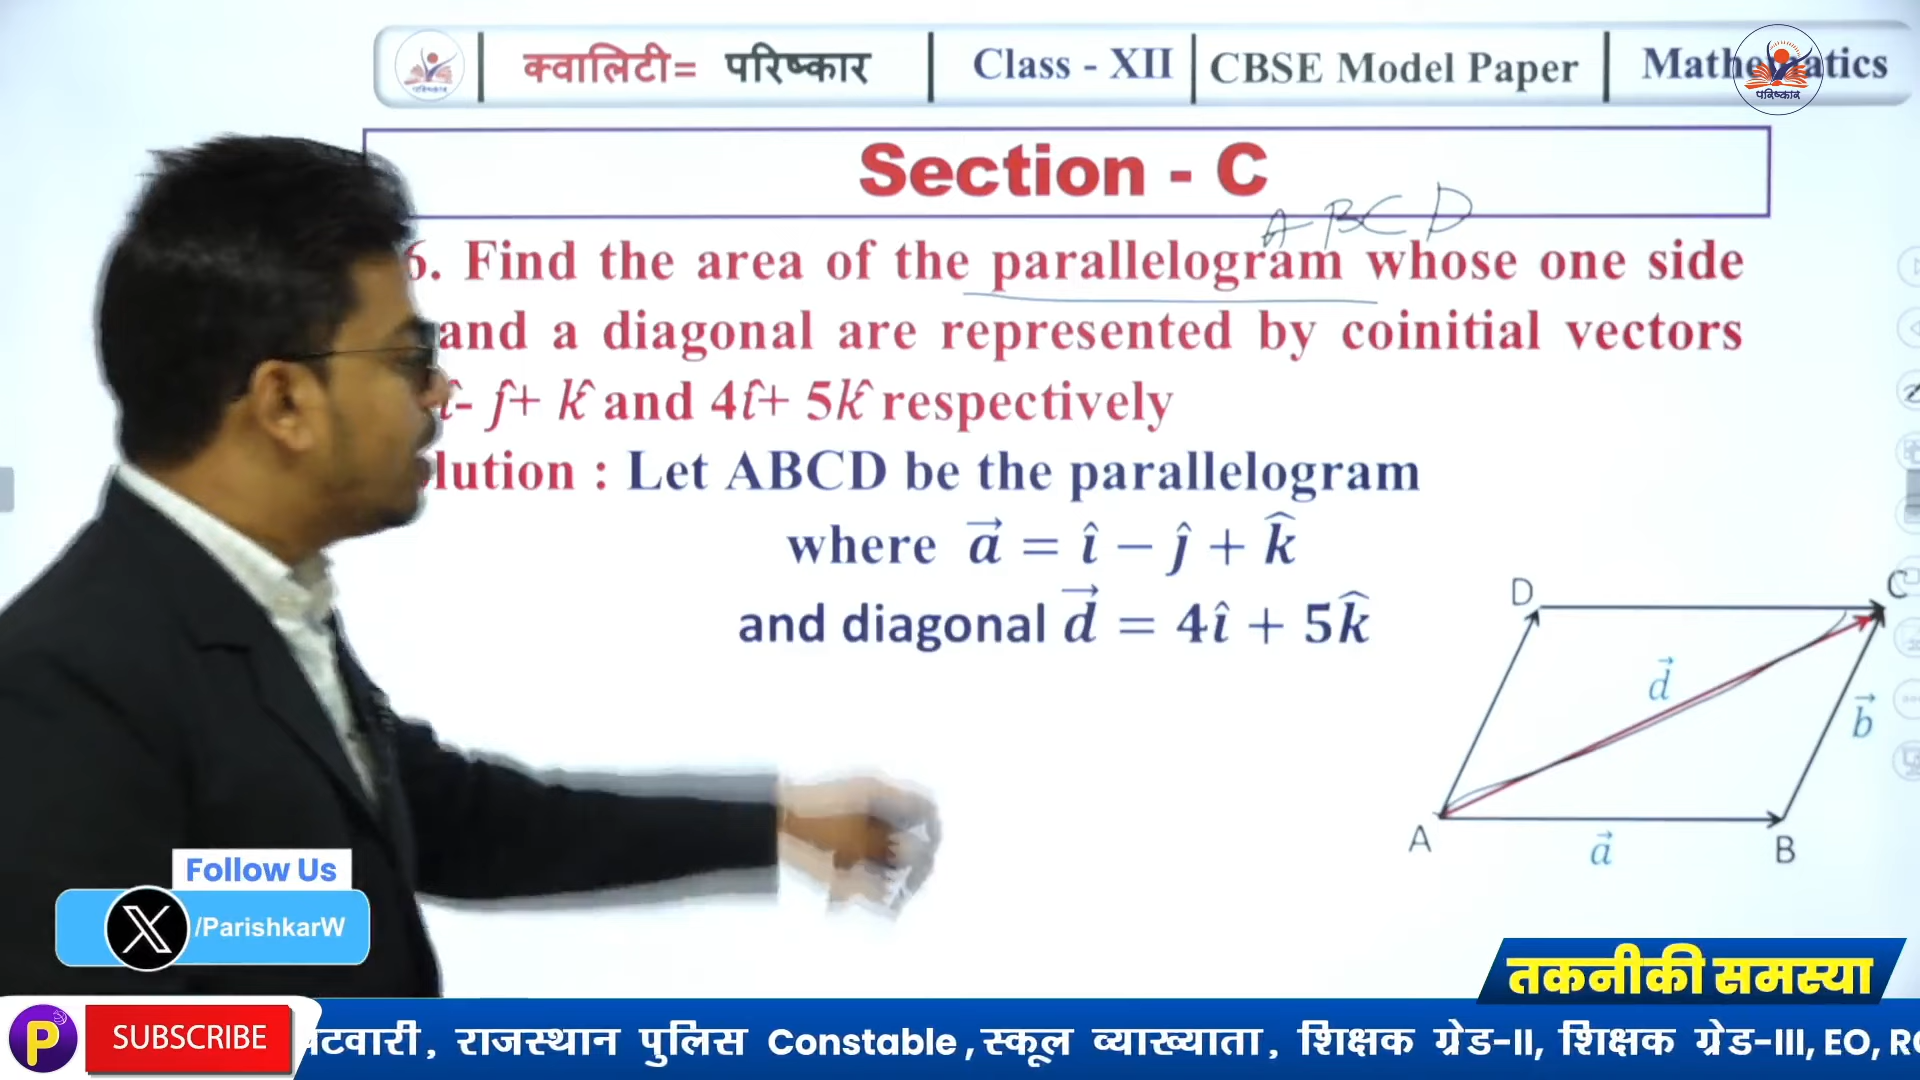 क्वालिटी= परिष्कार | Class - XII | CBSE Model Paper | Mathematics
परिष्कार
Section - C
ABCD
6. Find the area of the parallelogram whose one side
and a diagonal are represented by coinitial vectors
î- ĵ+ k̂ and 4î+ 5k̂ respectively
lution : Let ABCD be the parallelogram
where a⃗ = î − ĵ + k̂
and diagonal d⃗ = 4î + 5k̂
D
C
d⃗
b⃗
A
a⃗
B
Follow Us
X /ParishkarW
तकनीकी समस्या
P SUBSCRIBE
पटवारी, राजस्थान पुलिस Constable, स्कूल व्याख्याता, शिक्षक ग्रेड-II, शिक्षक ग्रेड-III, EO, R